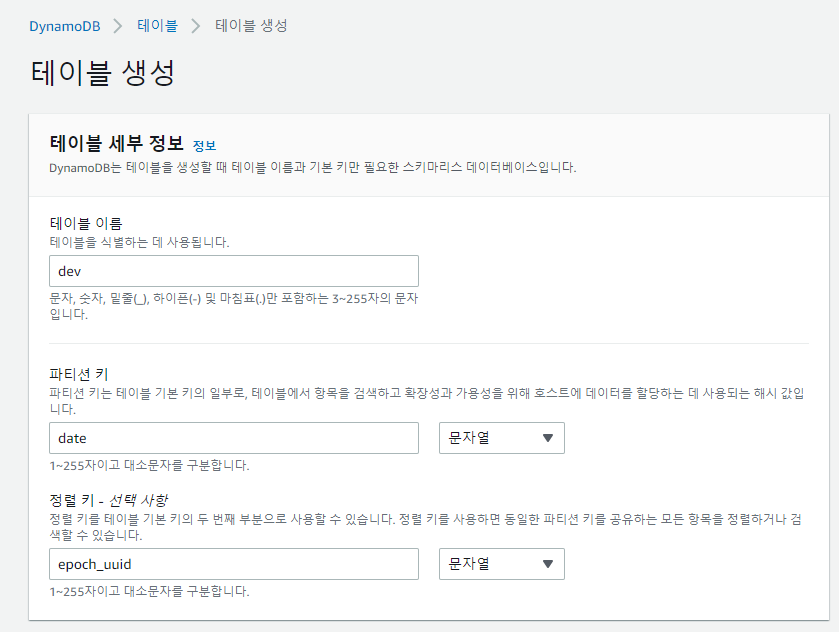 DynamoDB > 테이블 > 테이블 생성
테이블 생성
테이블 세부 정보 정보
DynamoDB는 테이블을 생성할 때 테이블 이름과 기본 키만 필요한 스키마리스 데이터베이스입니다.
테이블 이름
테이블을 식별하는 데 사용됩니다.
dev
문자, 숫자, 밑줄(_), 하이픈(-) 및 마침표(.)만 포함하는 3~255자의 문자
입니다.
파티션 키
파티션 키는 테이블 기본 키의 일부로, 테이블에서 항목을 검색하고 확장성과 가용성을 위해 호스트에 데이터를 할당하는 데 사용되는 해시 값입
니다.
date 문자열
1~255자이고 대소문자를 구분합니다.
정렬 키 - 선택 사항
정렬 키를 테이블 기본 키의 두 번째 부분으로 사용할 수 있습니다. 정렬 키를 사용하면 동일한 파티션 키를 공유하는 모든 항목을 정렬하거나 검
색할 수 있습니다.
epoch_uuid 문자열
1~255자이고 대소문자를 구분합니다.